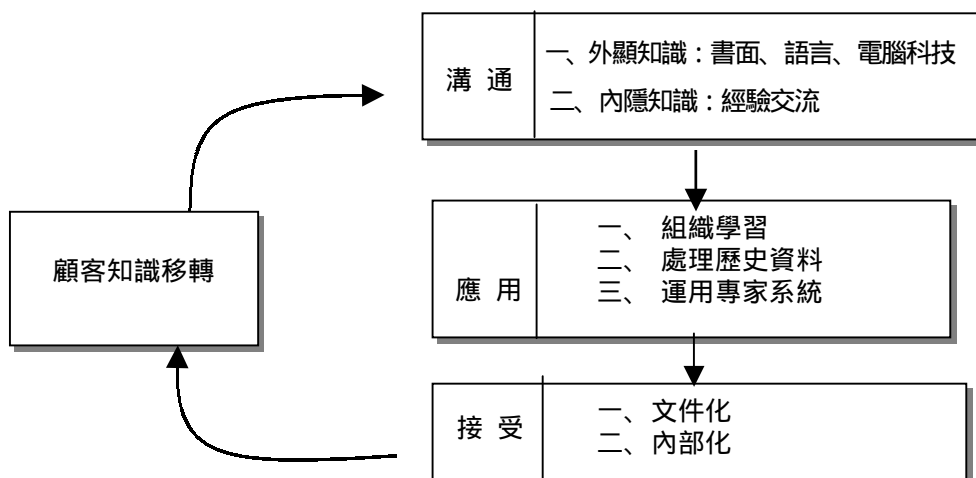 溝 通
一、外顯知識：書面、語言、電腦科技
二、內隱知識：經驗交流
顧客知識移轉
應 用
一、 組織學習
二、 處理歷史資料
三、 運用專家系統
接 受
一、文件化
二、內部化